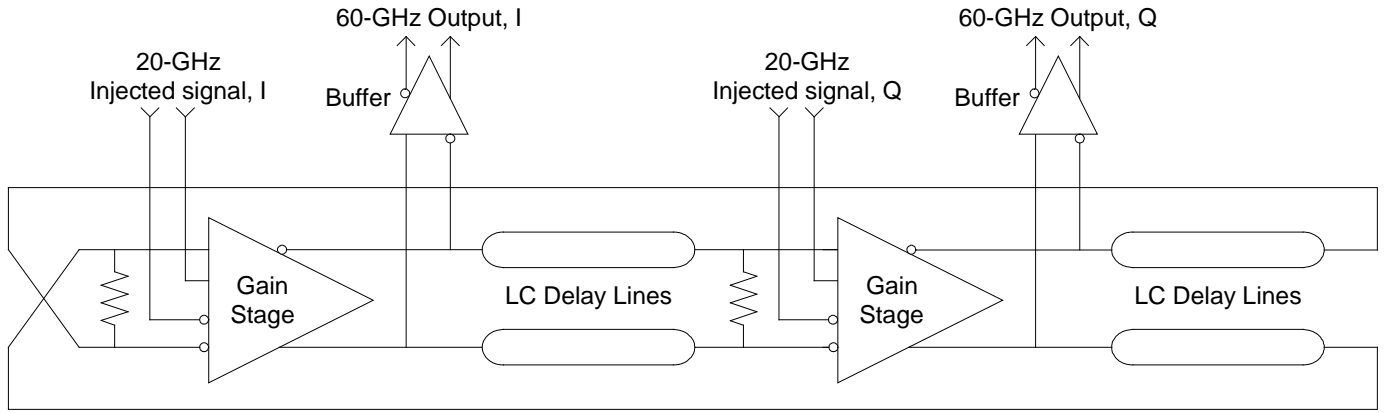 60-GHz Output, I
60-GHz Output, Q
20-GHz
Injected signal, I
20-GHz
Injected signal, Q
Buffer
Buffer
Gain
Stage
LC Delay Lines
Gain
Stage
LC Delay Lines